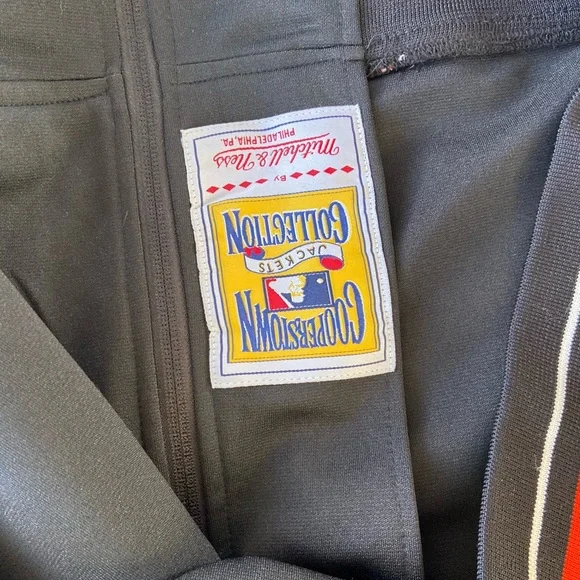 COOPERSTOWN
JACKETS
COLLECTION
BY
Mitchell & Ness
PHILADELPHIA, PA.